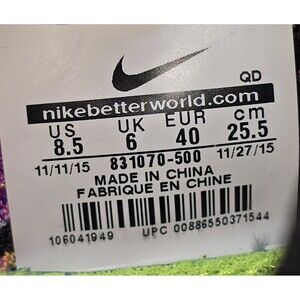 QD
nikebetterworld.com
US UK EUR cm
8.5 6 40 25.5
11/11/15 831070-500 11/27/15
MADE IN CHINA
FABRIQUE EN CHINE
106041949 UPC 00886550371544